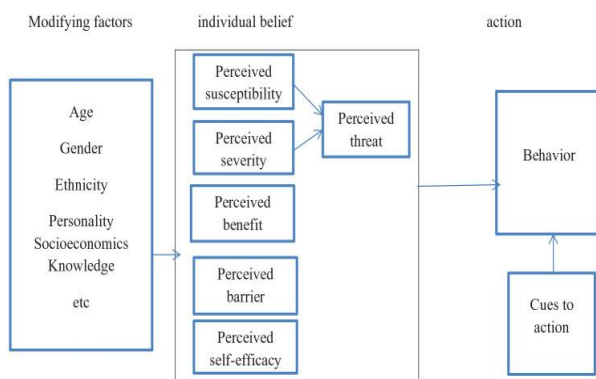 Modifying factors
individual belief
action
Age
Gender
Ethnicity
Personality
Socioeconomics
Knowledge
etc
Perceived
susceptibility
Perceived
severity
Perceived
threat
Perceived
benefit
Perceived
barrier
Perceived
self-efficacy
Behavior
Cues to
action